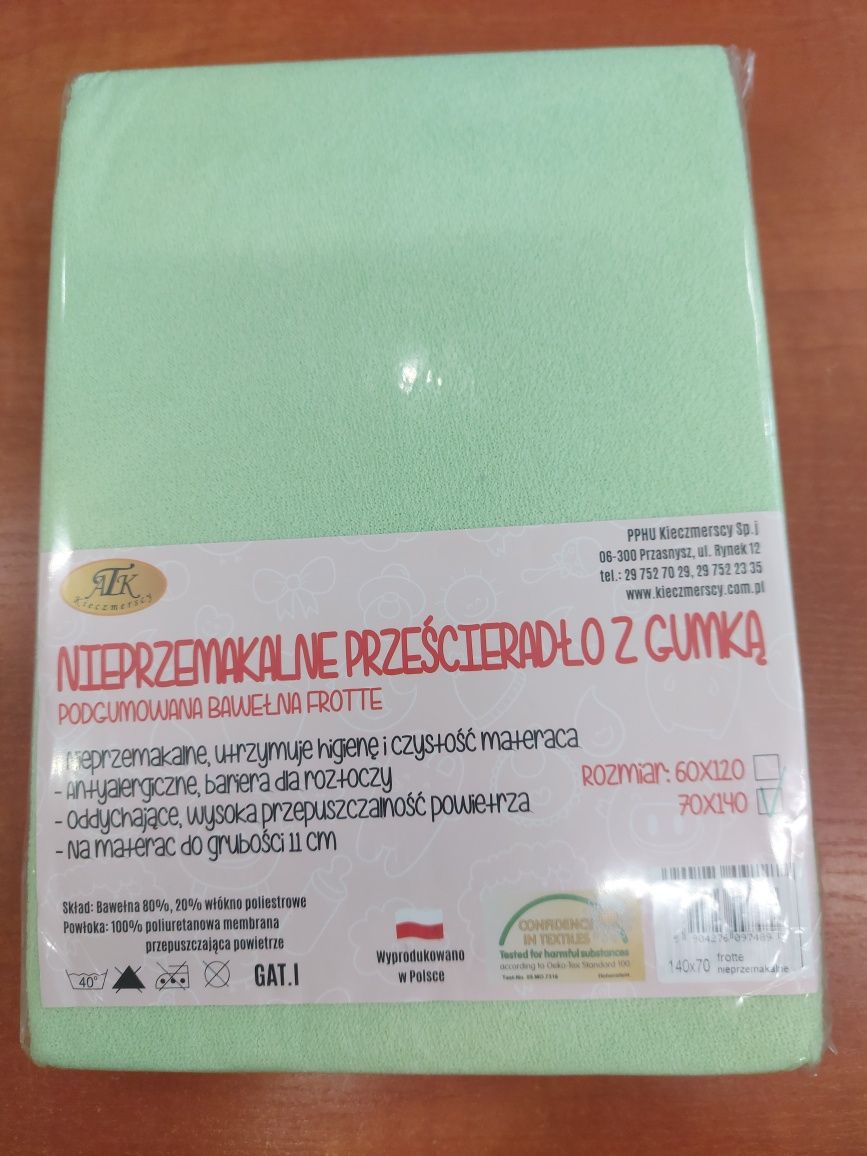 PPHU Kieczmerscy Sp.j
06-300 Przasnysz, ul. Rynek 12
tel.: 29 752 70 29, 29 752 23 35
www.kieczmerscy.com.pl
ATK
Kieczmerscy
NIEPRZEMAKALNE PRZEŚCIERADŁO Z GUMKĄ
PODGUMOWANA BAWEŁNA FROTTE
- Nieprzemakalne, utrzymuje higienę i czystość materaca
- Antyalergiczne, bariera dla roztoczy
- Oddychające, wysoka przepuszczalność powietrza
- Na materac do grubości 11 cm
Rozmiar: 60X120
70X140
Skład: Bawełna 80%, 20% włókno poliestrowe
Powłoka: 100% poliuretanowa membrana
przepuszczająca powietrze
40°
GAT.I
Wyprodukowano
w Polsce
CONFIDENCE
IN TEXTILES
Tested for harmful substances
according to Oeko-Tex Standard 100
Test-No.
Hohenstein
140x70
frotte
nieprzemakalne